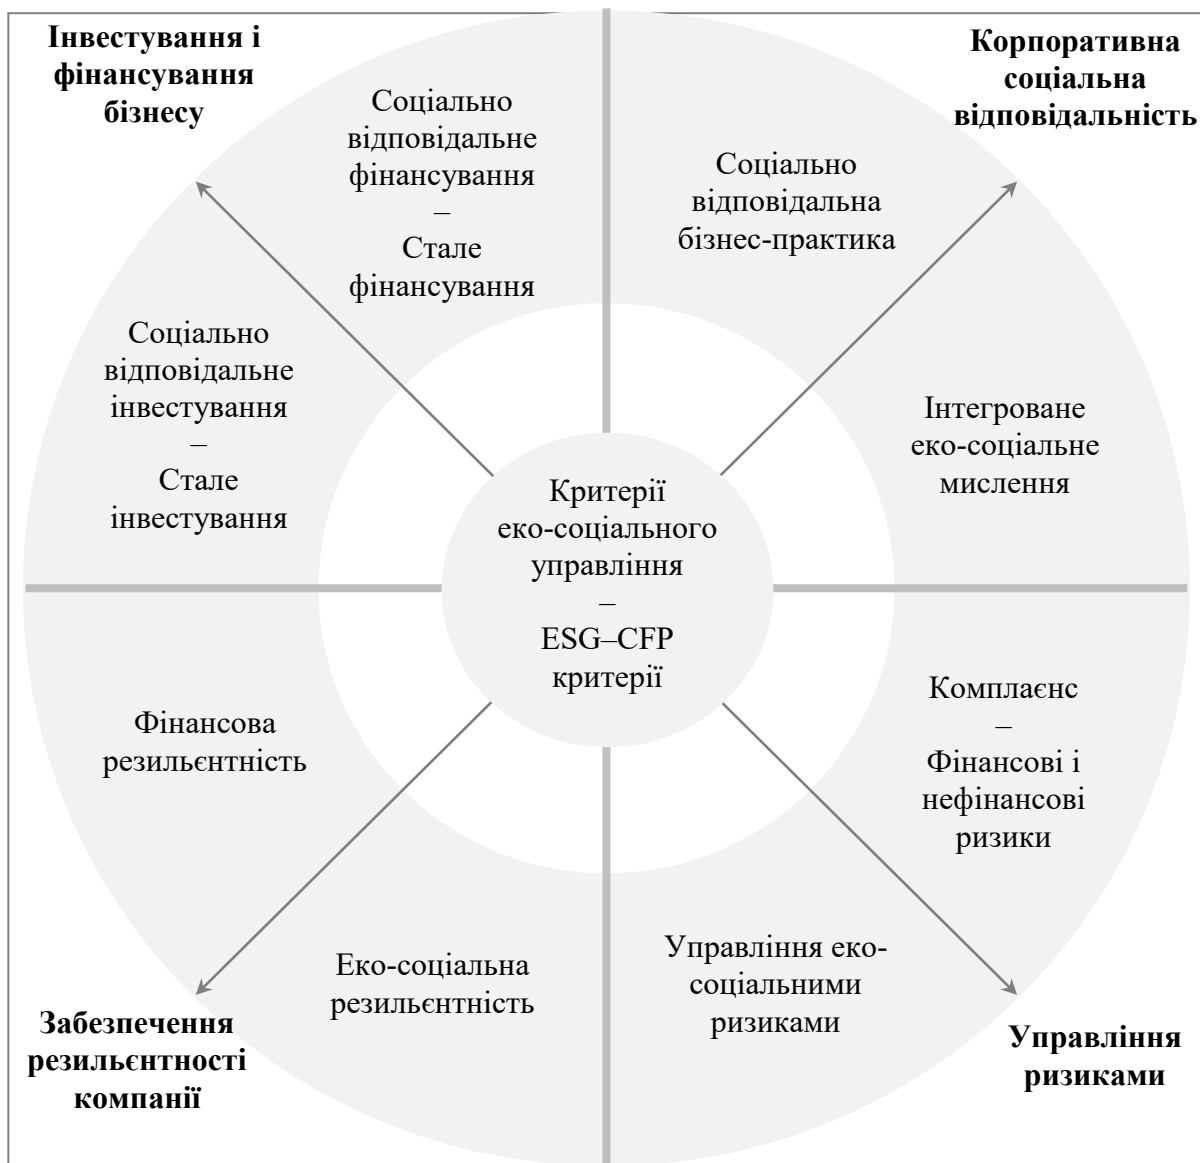 Інвестування і
фінансування
бізнесу
Корпоративна
соціальна
відповідальність
Соціально
відповідальне
фінансування
–
Стале
фінансування
Соціально
відповідальна
бізнес-практика
Соціально
відповідальне
інвестування
–
Стале
інвестування
Інтегроване
еко-соціальне
мислення
Критерії
еко-соціального
управління
–
ESG–CFP
критерії
Фінансова
резильєнтність
Комплаєнс
–
Фінансові і
нефінансові
ризики
Еко-соціальна
резильєнтність
Управління еко-
соціальними
ризиками
Забезпечення
резильєнтності
компанії
Управління
ризиками